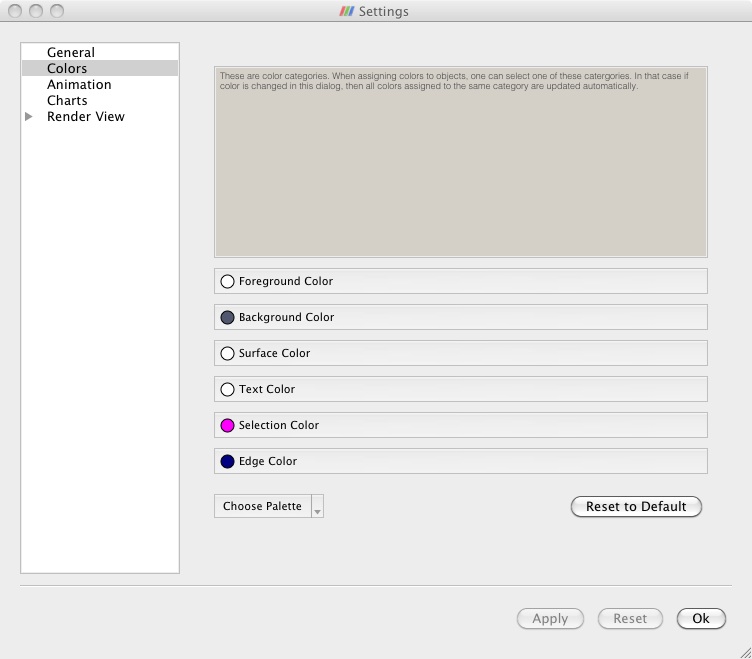 Settings
General
Colors
Animation
Charts
Render View
These are color categories. When assigning colors to objects, one can select one of these catergories. In that case if
color is changed in this dialog, then all colors assigned to the same category are updated automatically.
Foreground Color
Background Color
Surface Color
Text Color
Selection Color
Edge Color
Choose Palette
Reset to Default
Apply
Reset
Ok